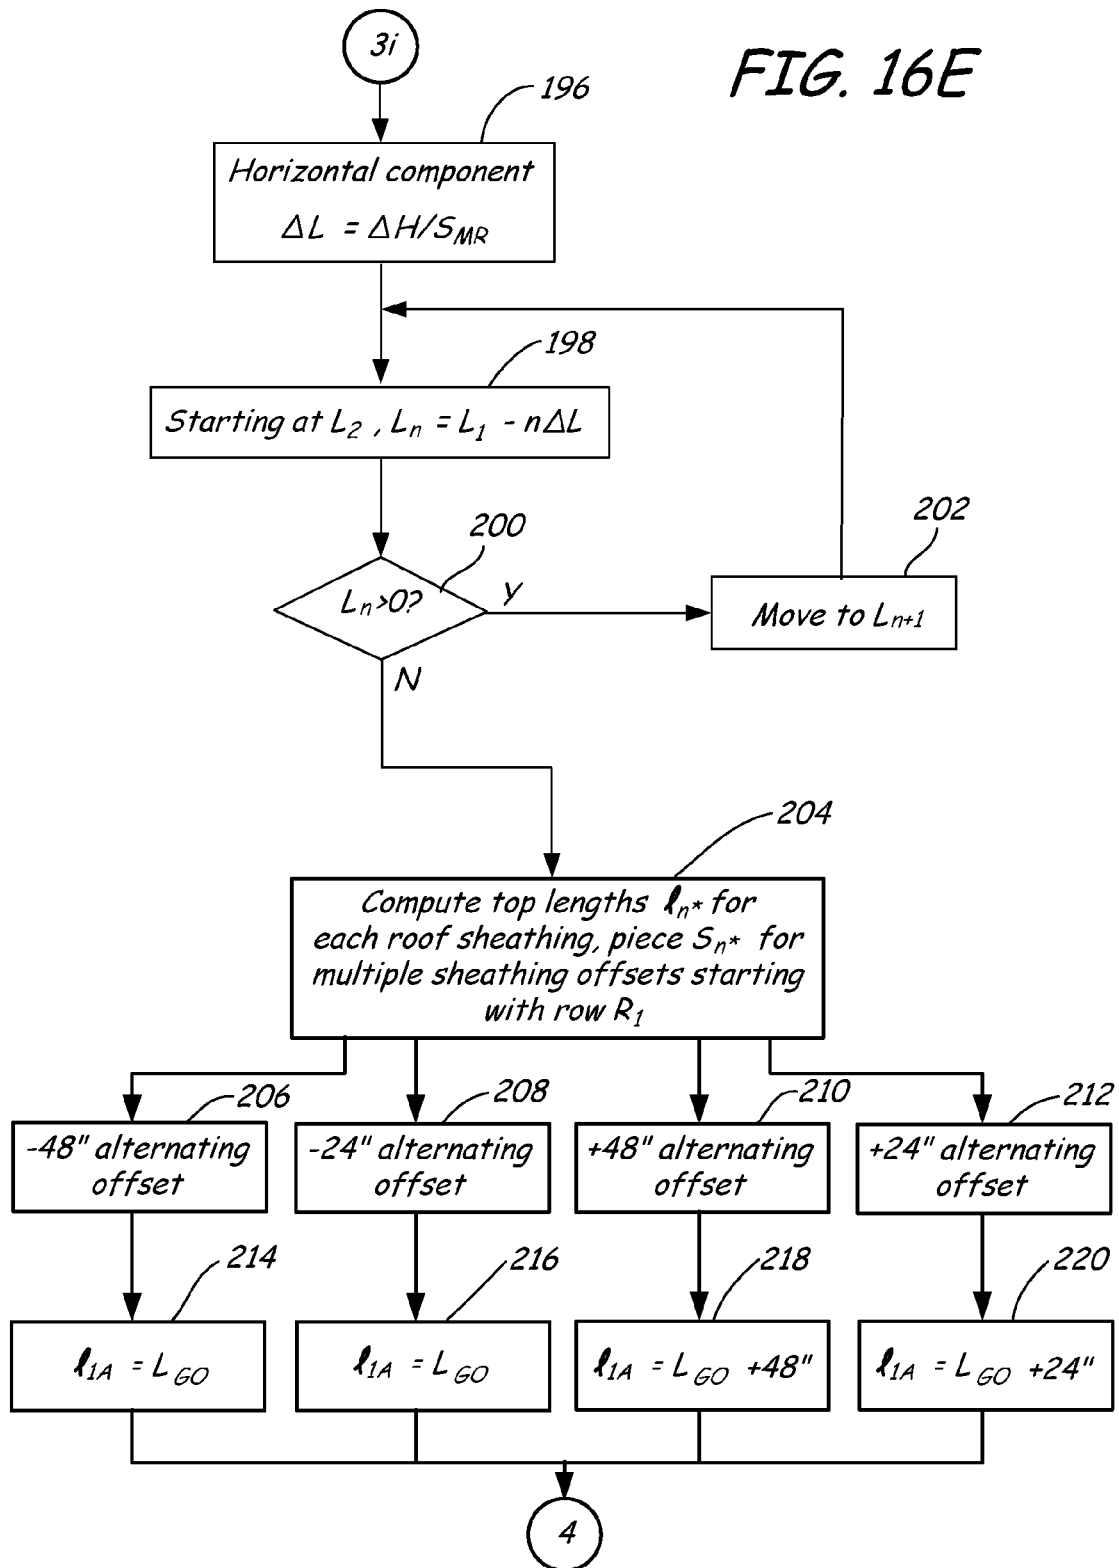 3i
FIG. 16E
196
Horizontal component
ΔL = ΔH/S_MR
198
Starting at L_2, L_n = L_1 - nΔL
200
L_n>0?
Y
N
202
Move to L_n+1
204
Compute top lengths ℓ_n* for
each roof sheathing, piece S_n* for
multiple sheathing offsets starting
with row R_1
206
-48" alternating
offset
208
-24" alternating
offset
210
+48" alternating
offset
212
+24" alternating
offset
214
ℓ_1A = L_GO
216
ℓ_1A = L_GO
218
ℓ_1A = L_GO +48"
220
ℓ_1A = L_GO +24"
4